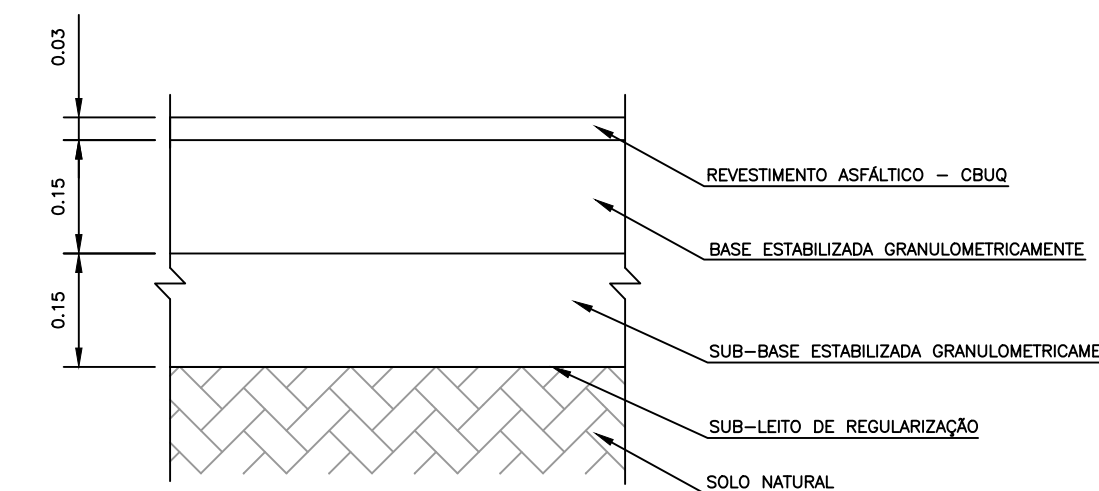 0.03
REVESTIMENTO ASFÁLTICO – CBUQ
0.15
BASE ESTABILIZADA GRANULOMETRICAMENTE
0.15
SUB–BASE ESTABILIZADA GRANULOMETRICAME
SUB–LEITO DE REGULARIZAÇÃO
SOLO NATURAL